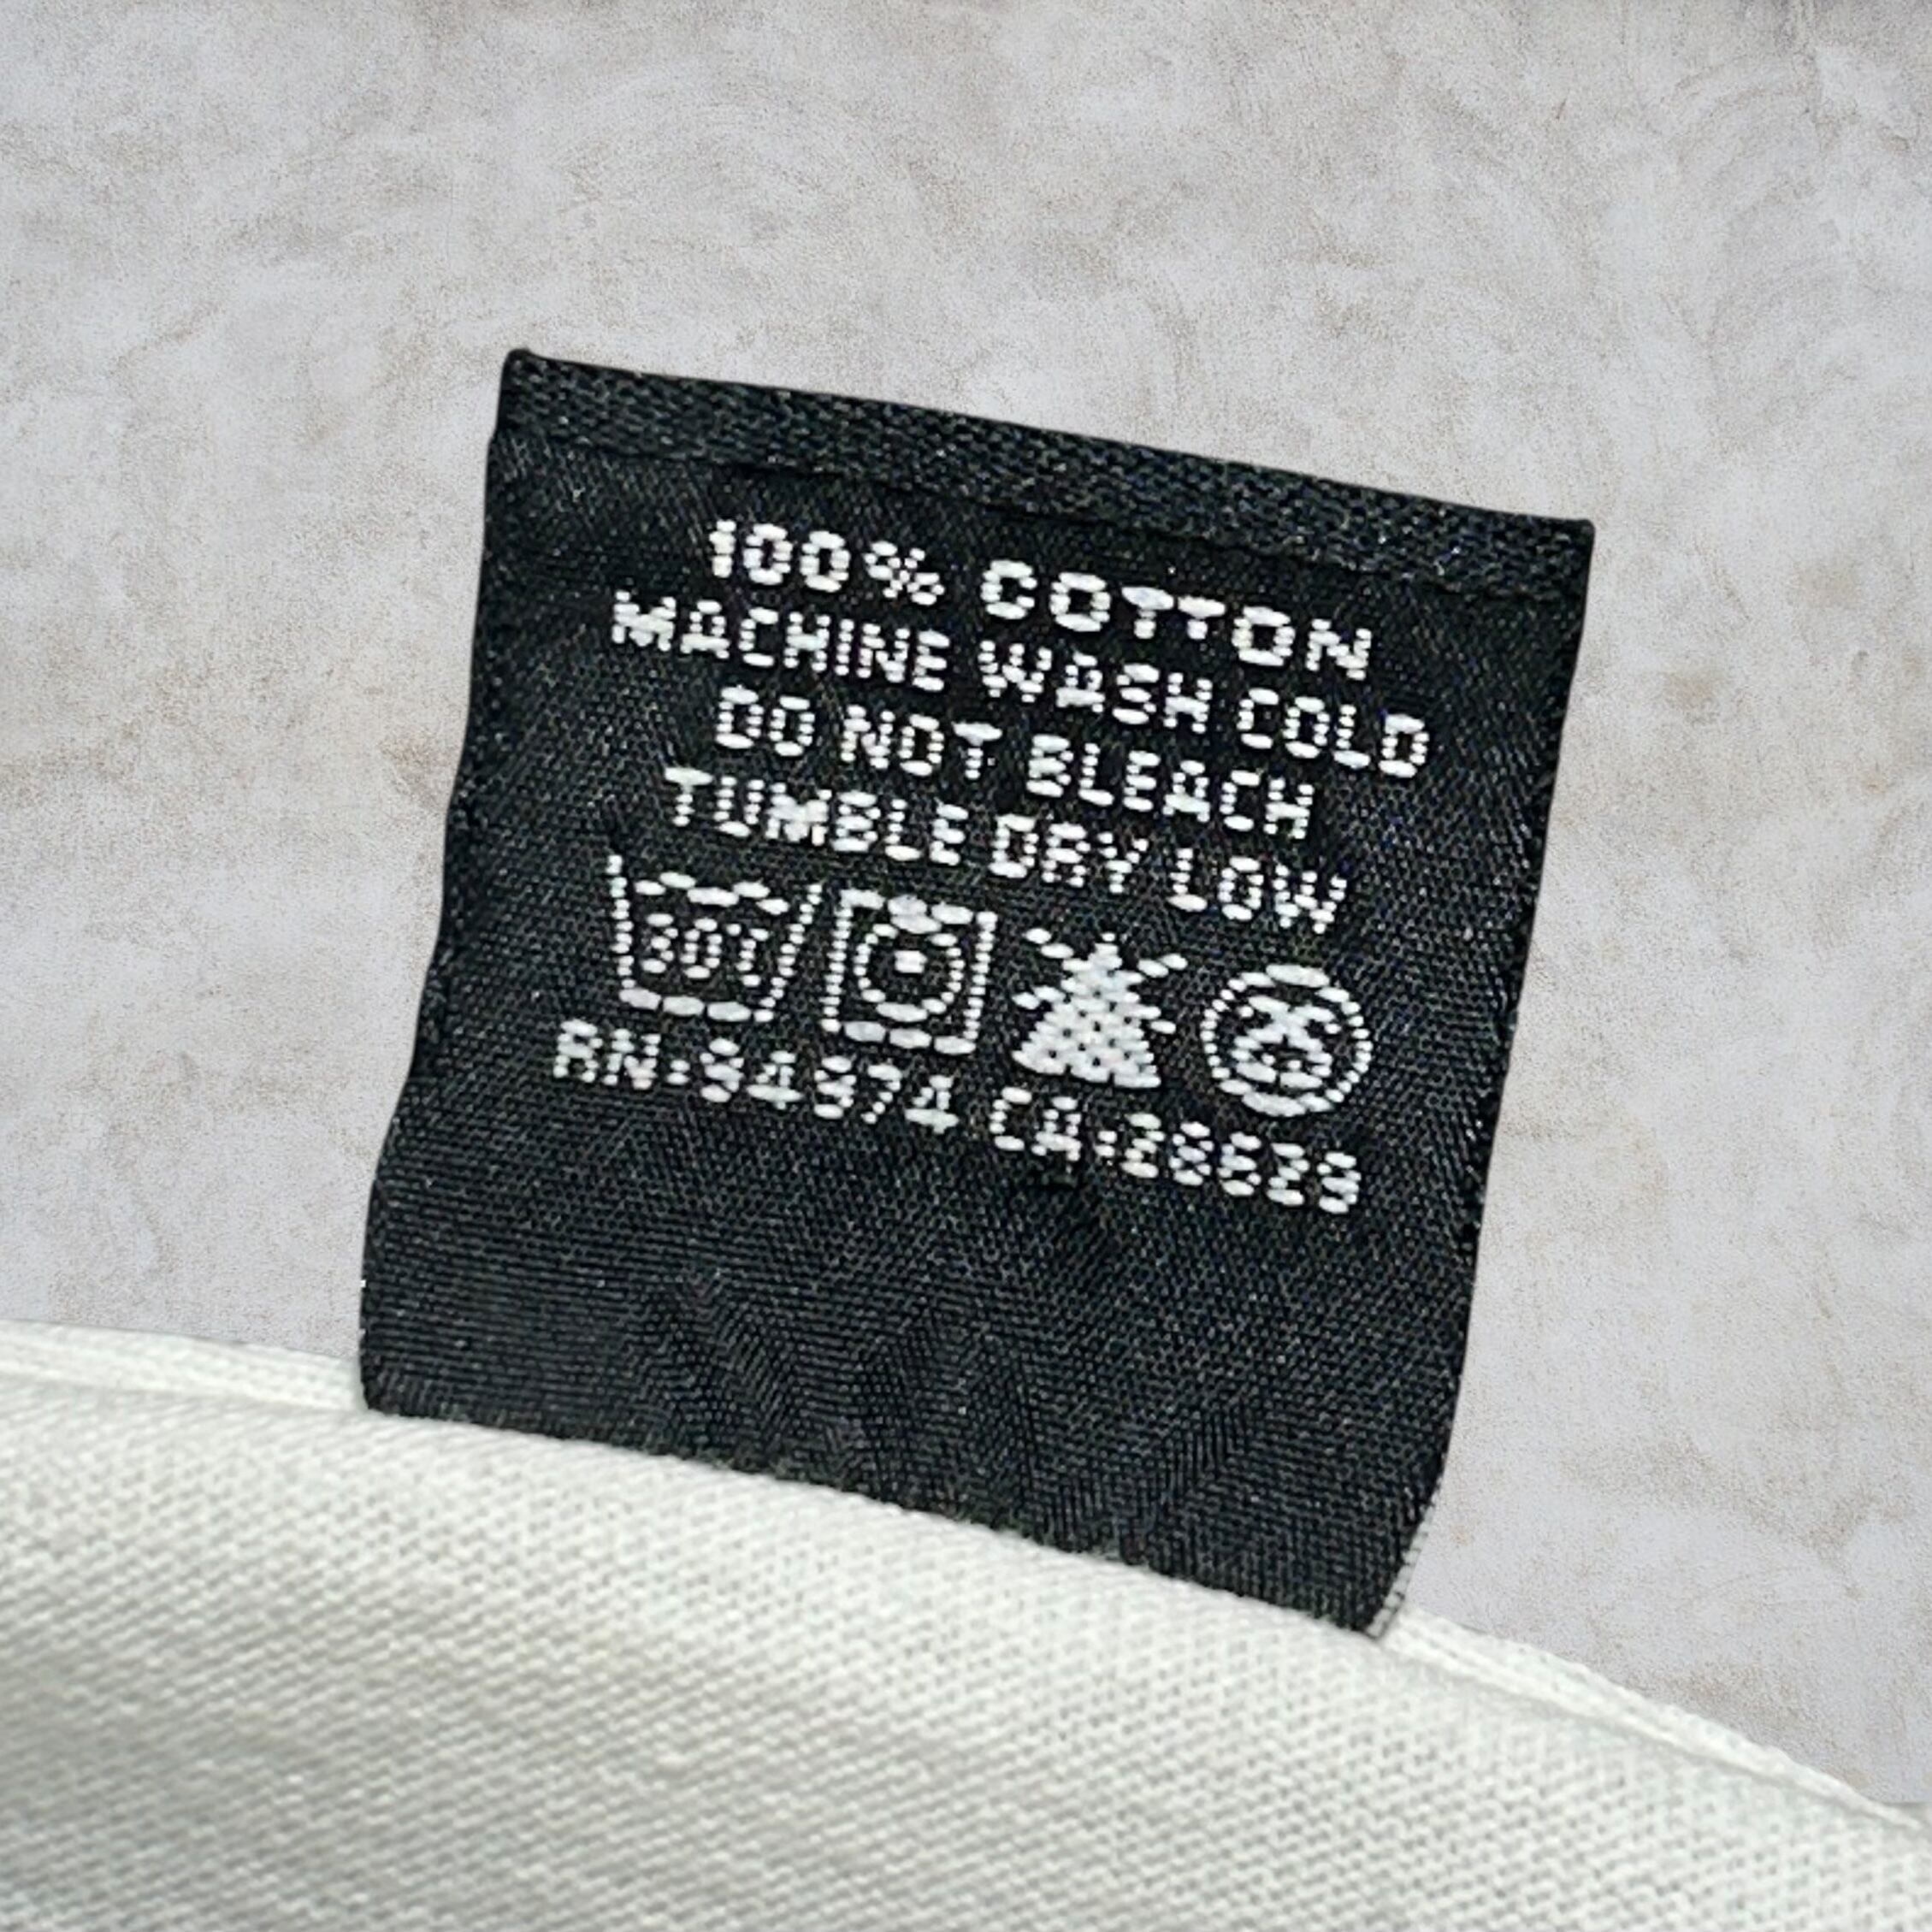 100% COTTON
MACHINE WASH COLD
DO NOT BLEACH
TUMBLE DRY LOW
30℃
RN:94974 CA:28629